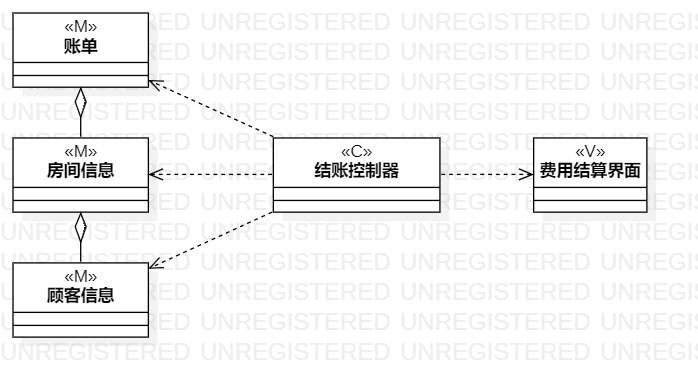 «M»
账单
«M»
房间信息
«C»
结账控制器
«V»
费用结算界面
«M»
顾客信息
UNREGISTERED UNREGISTERED UNREGISTERED